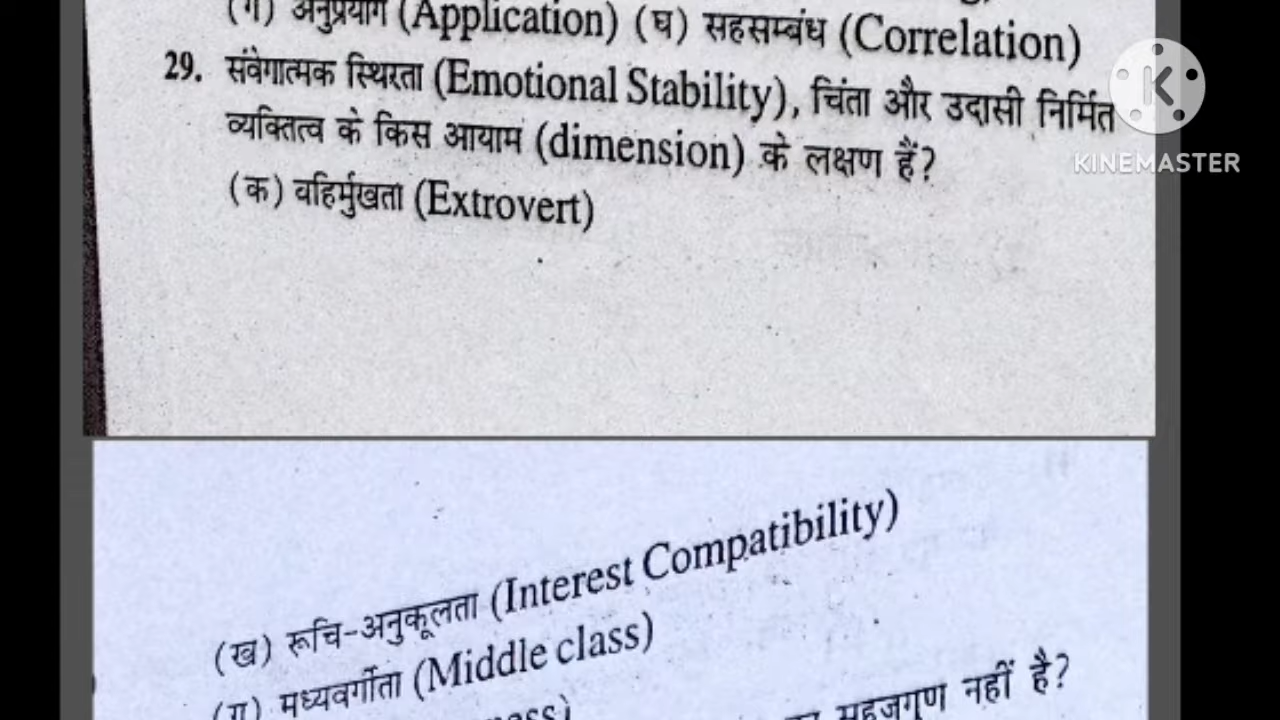 (ग) अनुप्रयोग (Application) (घ) सहसम्बंध (Correlation)
29. संवेगात्मक स्थिरता (Emotional Stability), चिंता और उदासी निर्मित
व्यक्तित्व के किस आयाम (dimension) के लक्षण हैं?
(क) वहिर्मुखता (Extrovert)
KINEMASTER
(ख) रूचि-अनुकूलता (Interest Compatibility)
(ग) मध्यवर्गोता (Middle class)
नहीं है?